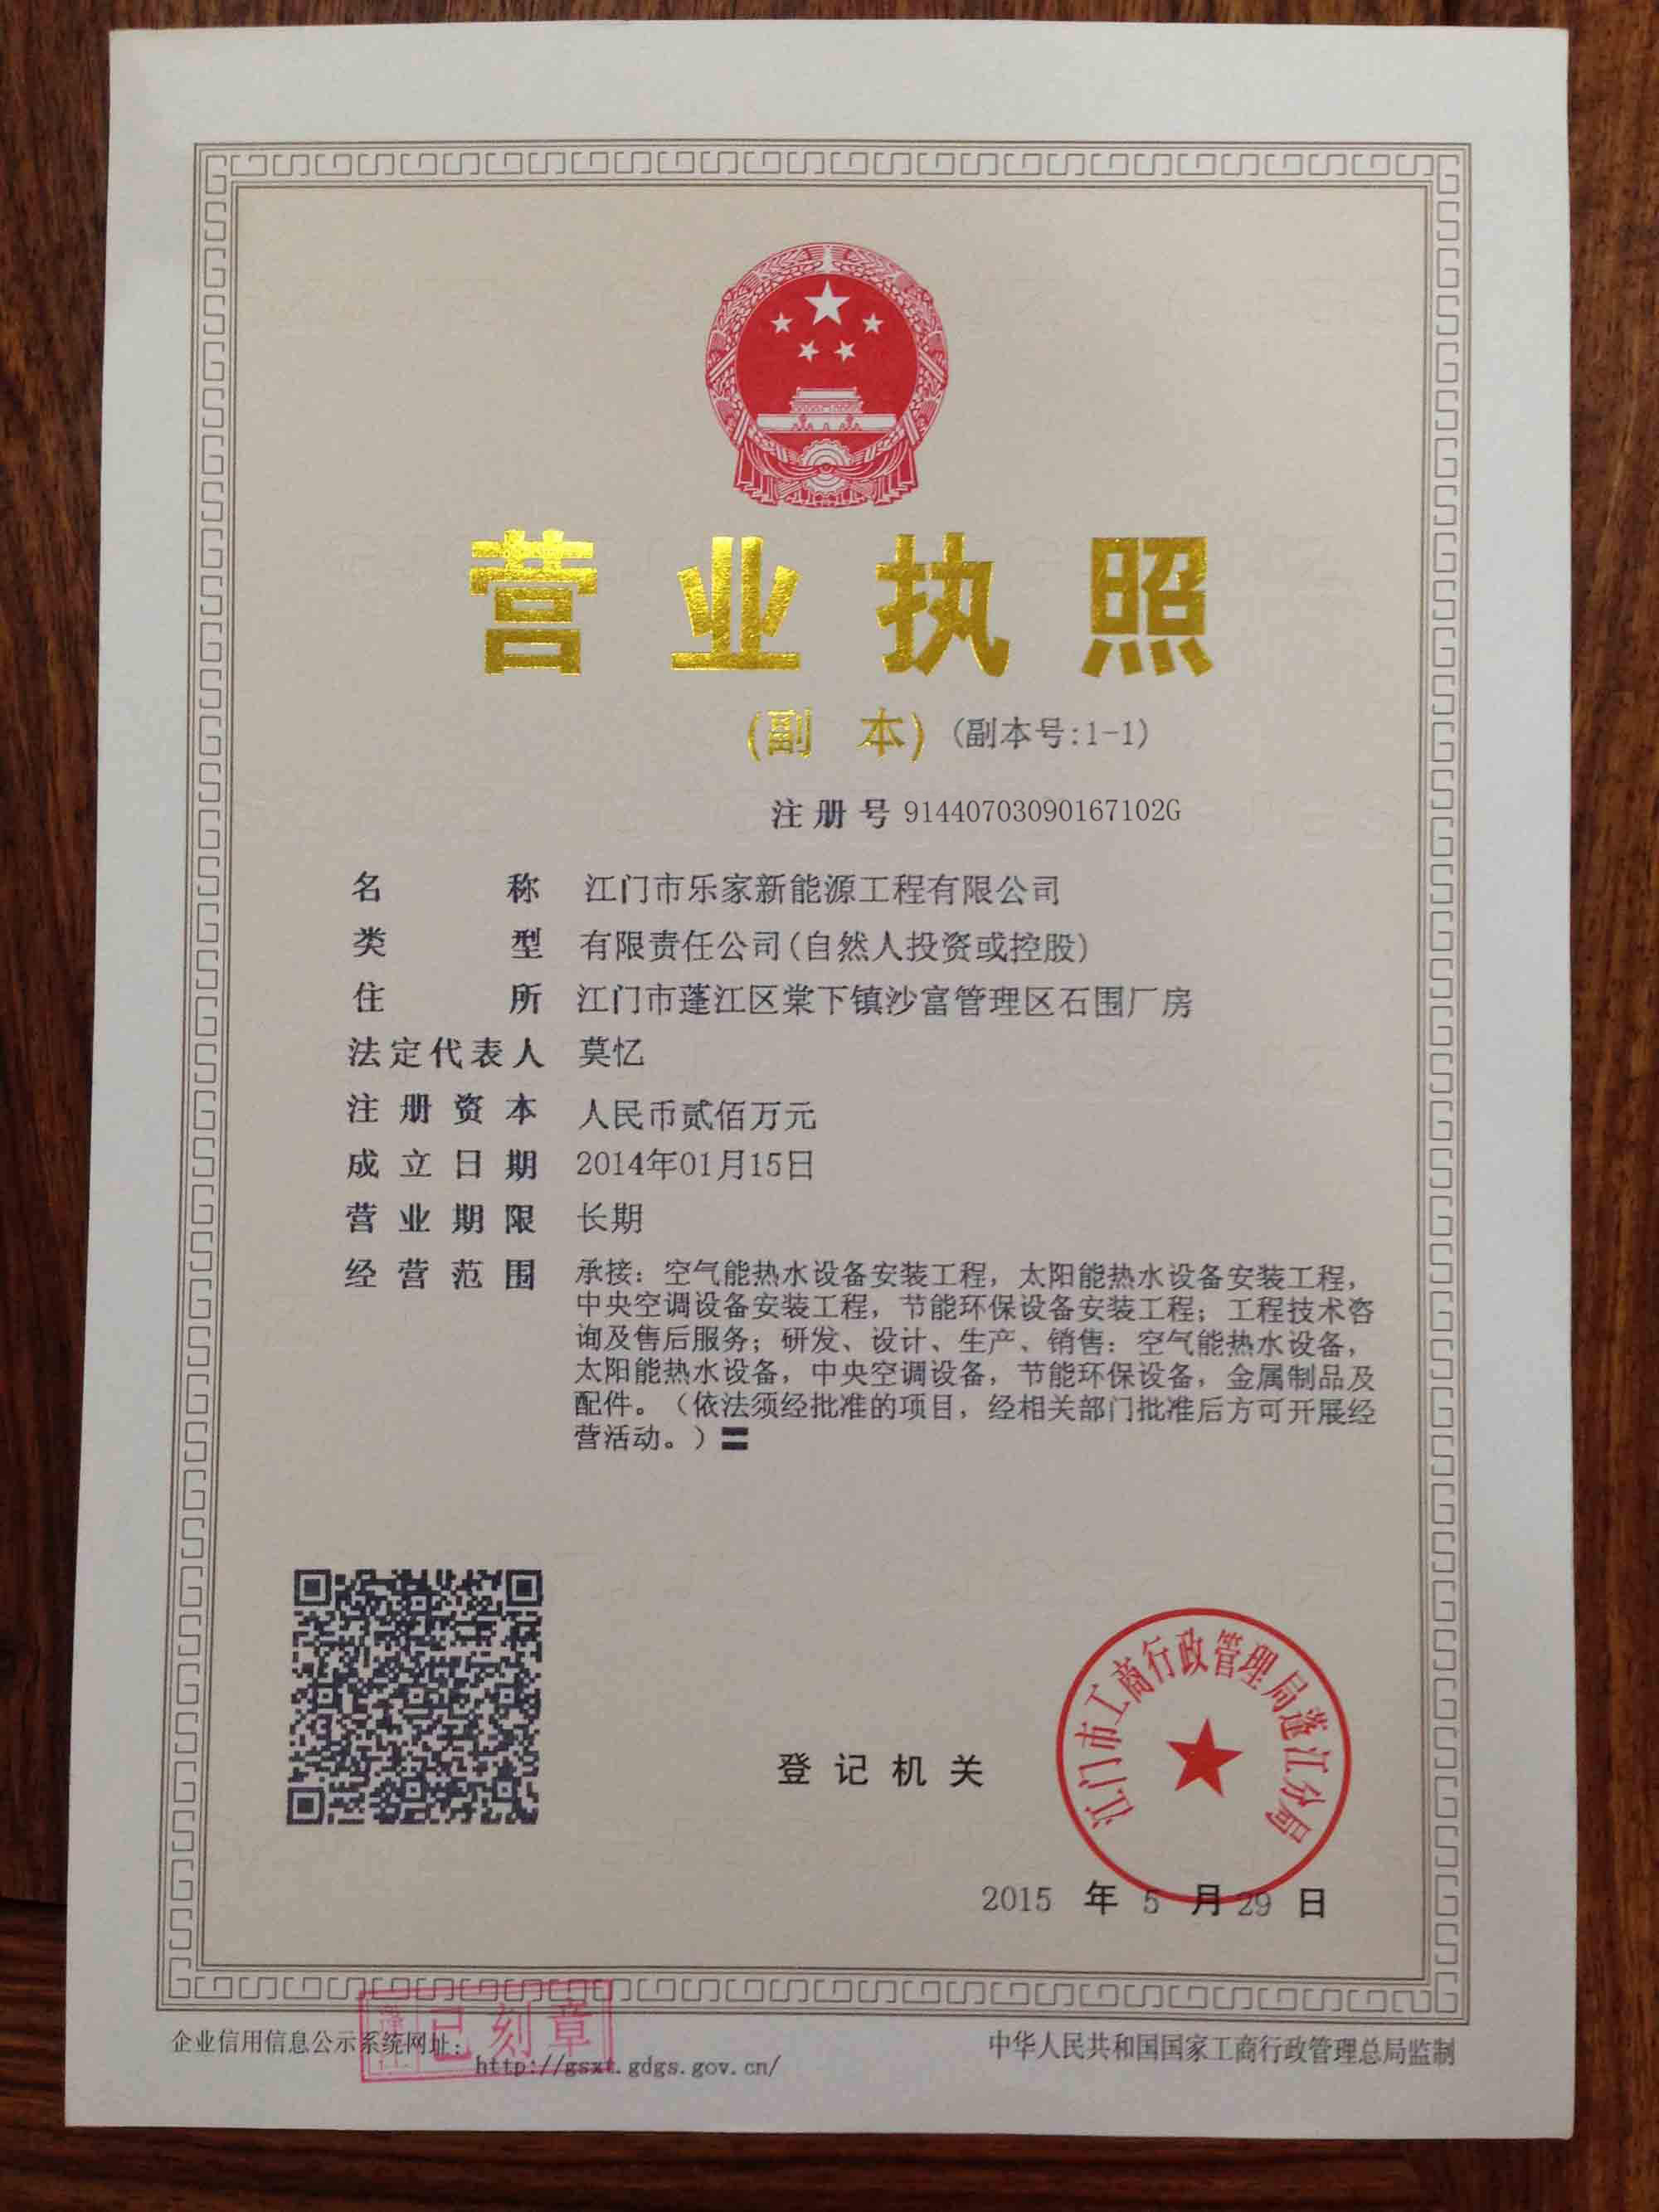 营业执照
(副 本) (副本号:1-1)
注册号 91440703090167102G
名称 江门市乐家新能源工程有限公司
类型 有限责任公司(自然人投资或控股)
住所 江门市蓬江区棠下镇沙富管理区石围厂房
法定代表人 莫忆
注册资本 人民币贰佰万元
成立日期 2014年01月15日
营业期限 长期
经营范围 承接：空气能热水设备安装工程，太阳能热水设备安装工程，
中央空调设备安装工程，节能环保设备安装工程；工程技术咨
询及售后服务；研发、设计、生产、销售：空气能热水设备，
太阳能热水设备，中央空调设备，节能环保设备，金属制品及
配件。（依法须经批准的项目，经相关部门批准后方可开展经
营活动。）〓
江门市工商行政管理局蓬江分局
登记机关
2015 年 5 月 29 日
蓬江 已刻章
企业信用信息公示系统网址：
http://gsxt.gdgs.gov.cn/
中华人民共和国国家工商行政管理总局监制